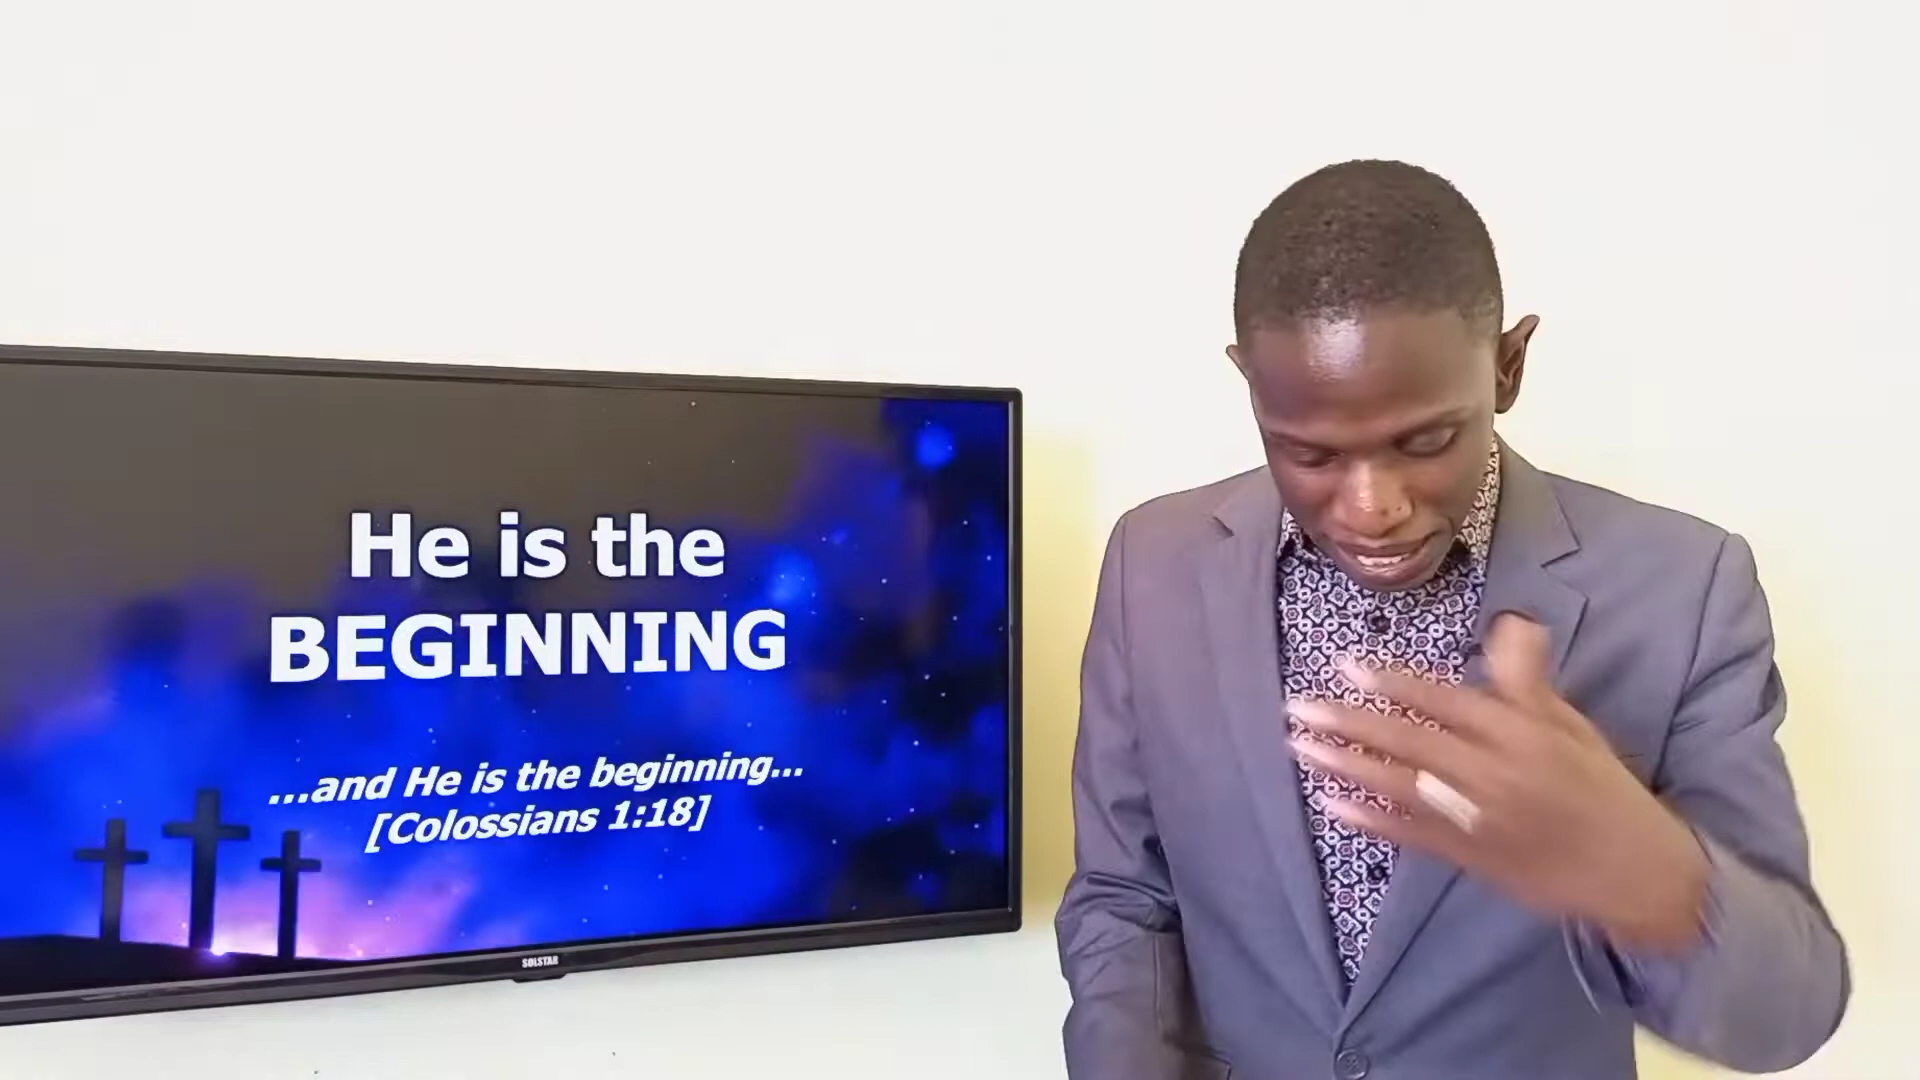 He is the
BEGINNING
...and He is the beginning...
[Colossians 1:18]
SOLSTAR